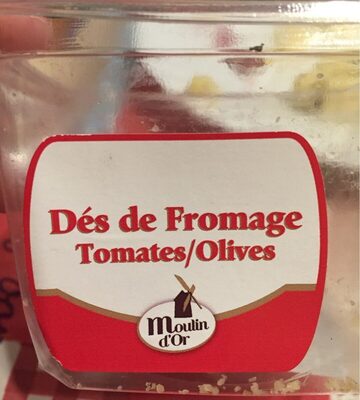 Dés de Fromage
Tomates/Olives
Moulin
d'Or